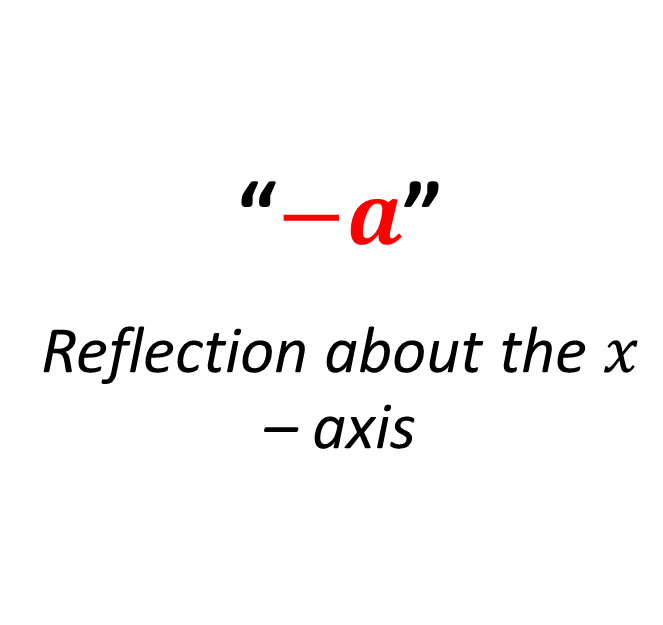 “−a”
Reflection about the x
– axis